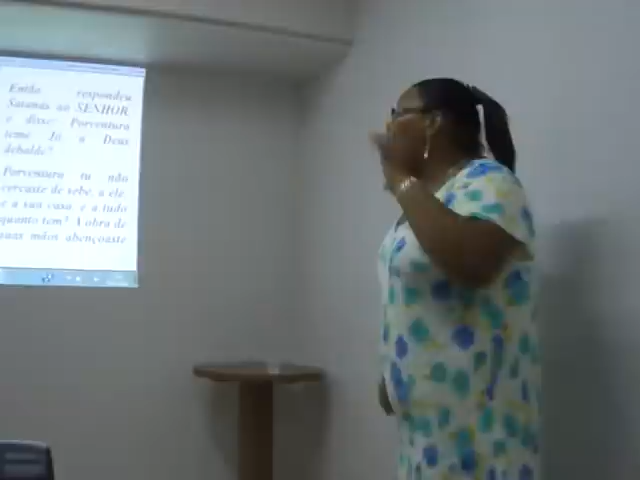 Então respondeu
Satanás ao SENHOR
e disse: Porventura
teme Jó a Deus
debalde?
Porventura tu não
cercaste de sebe, a ele,
e a sua casa, e a tudo
quanto tem? A obra de
suas mãos abençoaste